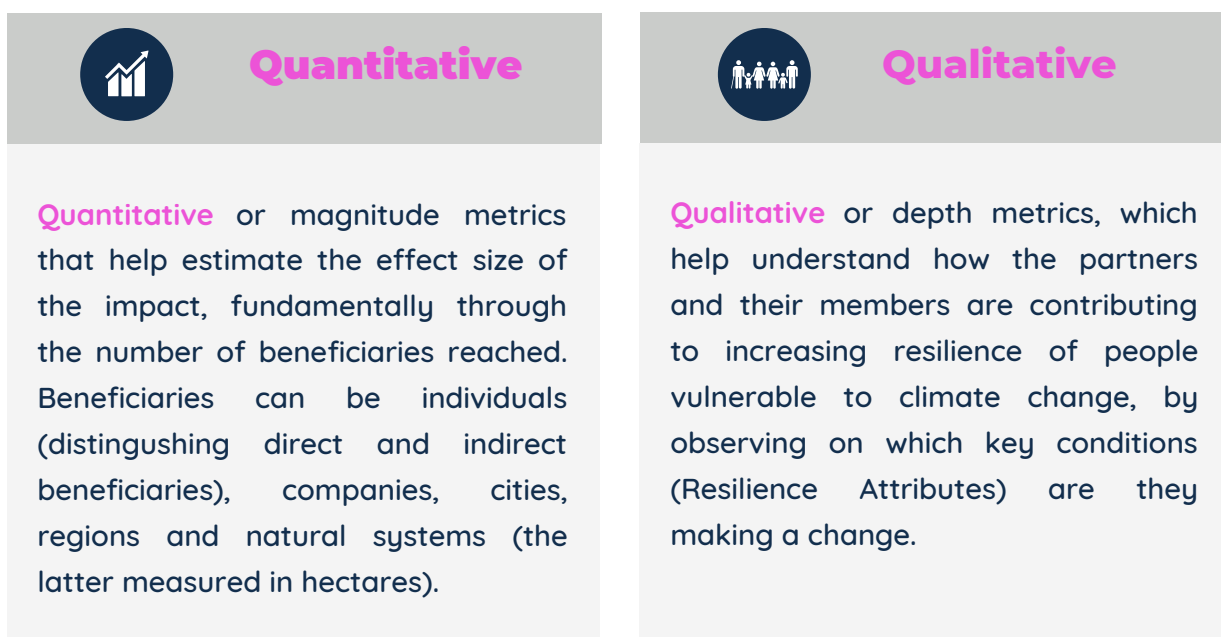 Quantitative
Quantitative or magnitude metrics
that help estimate the effect size of
the impact, fundamentally through
the number of beneficiaries reached.
Beneficiaries can be individuals
(distingushing direct and indirect
beneficiaries), companies, cities,
regions and natural systems (the
latter measured in hectares).
Qualitative
Qualitative or depth metrics, which
help understand how the partners
and their members are contributing
to increasing resilience of people
vulnerable to climate change, by
observing on which key conditions
(Resilience Attributes) are they
making a change.